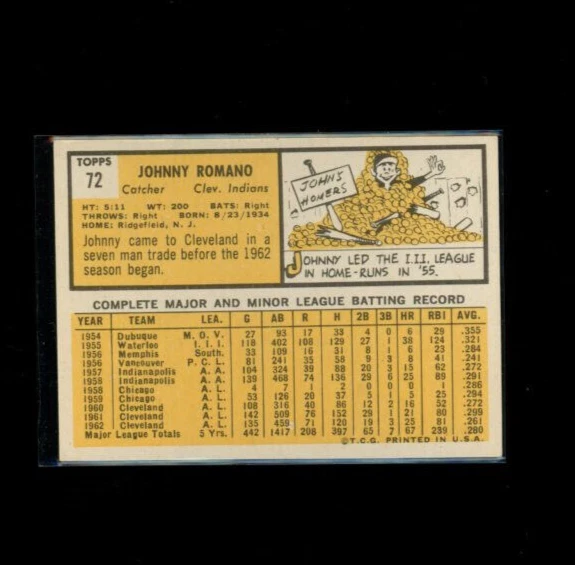 TOPPS
72
JOHNNY ROMANO
Catcher Clev. Indians
HT: 5:11 WT: 200 BATS: Right
THROWS: Right BORN: 8/23/1934
HOME: Ridgefield, N. J.
Johnny came to Cleveland in a
seven man trade before the 1962
season began.
JOHN'S
HOMERS
JOHNNY LED THE I.I.I. LEAGUE
IN HOME-RUNS IN '55.
COMPLETE MAJOR AND MINOR LEAGUE BATTING RECORD
YEAR TEAM LEA. G AB R H 2B 3B HR RBI AVG.
1954 Dubuque M. O. V. 27 93 17 33 4 0 6 29 .355
1955 Waterloo I. I. I. 118 402 108 129 27 1 38 124 .321
1956 Memphis South. 33 109 16 31 8 1 6 23 .284
1956 Vancouver P. C. L. 81 241 35 58 9 3 8 41 .241
1957 Indianapolis A. A. 104 324 39 88 20 3 15 62 .272
1958 Indianapolis A. A. 139 468 74 136 29 6 25 89 .291
1958 Chicago A. L. 4 7 1 2 0 0 0 1 .286
1959 Chicago A. L. 53 126 20 37 5 1 5 25 .294
1960 Cleveland A. L. 108 316 40 86 12 2 16 52 .272
1961 Cleveland A. L. 142 509 76 152 29 1 21 80 .299
1962 Cleveland A. L. 135 459 71 120 19 3 25 81 .261
Major League Totals 5 Yrs. 442 1417 208 397 65 7 67 239 .280
©T.C.G. PRINTED IN U.S.A.